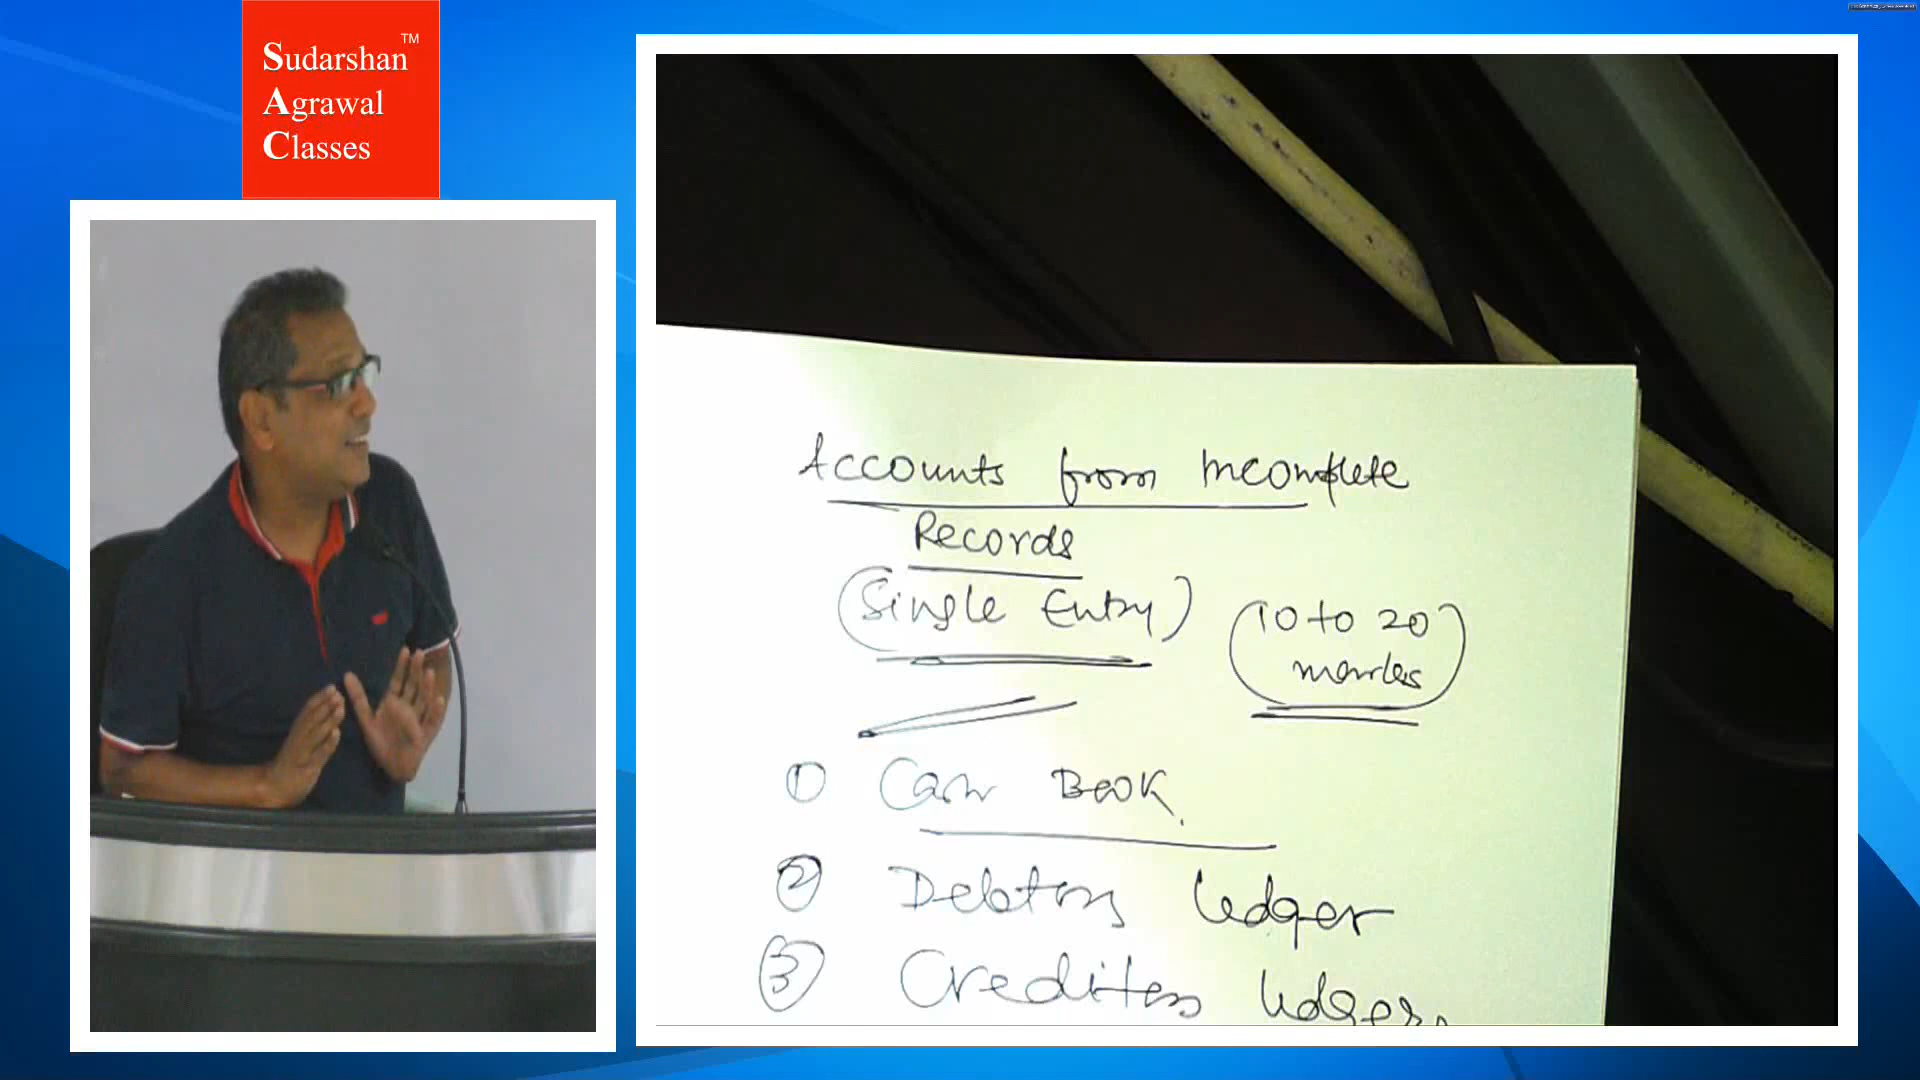 Sudarshan™
Agrawal
Classes
Accounts from Incomplete
Records
(Single Entry)
(10 to 20
marks)
① Cash Book
② Debtors Ledger
③ Creditors Ledger